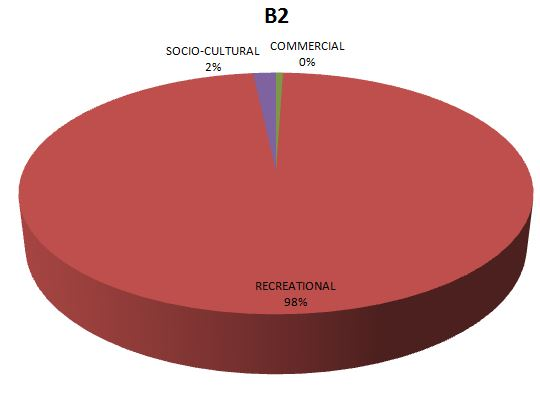 B2
SOCIO-CULTURAL
2%
COMMERCIAL
0%
RECREATIONAL
98%